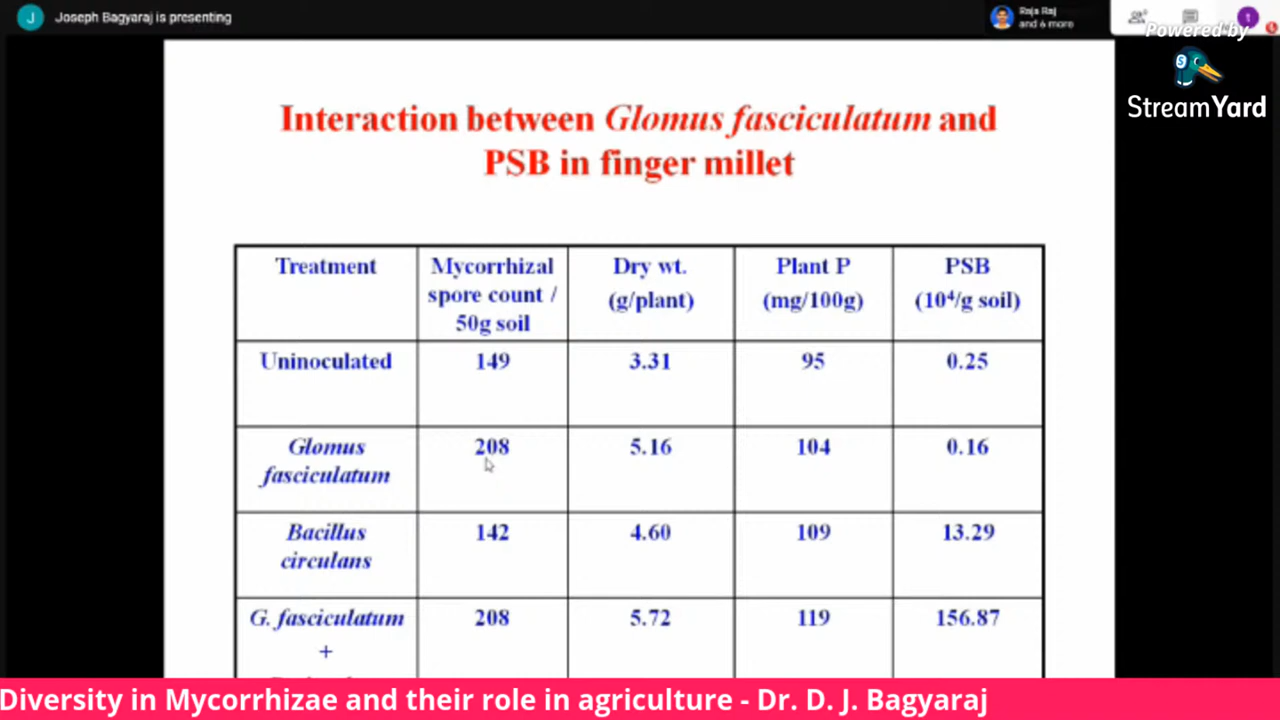 J Joseph Bagyaraj is presenting
Raja Raj
and 6 more
Powered by
S
StreamYard
Interaction between Glomus fasciculatum and
PSB in finger millet
Treatment Mycorrhizal spore count / 50g soil Dry wt. (g/plant) Plant P (mg/100g) PSB (10⁴/g soil)
Uninoculated 149 3.31 95 0.25
Glomus fasciculatum 208 5.16 104 0.16
Bacillus circulans 142 4.60 109 13.29
G. fasciculatum + 208 5.72 119 156.87
Diversity in Mycorrhizae and their role in agriculture - Dr. D. J. Bagyaraj